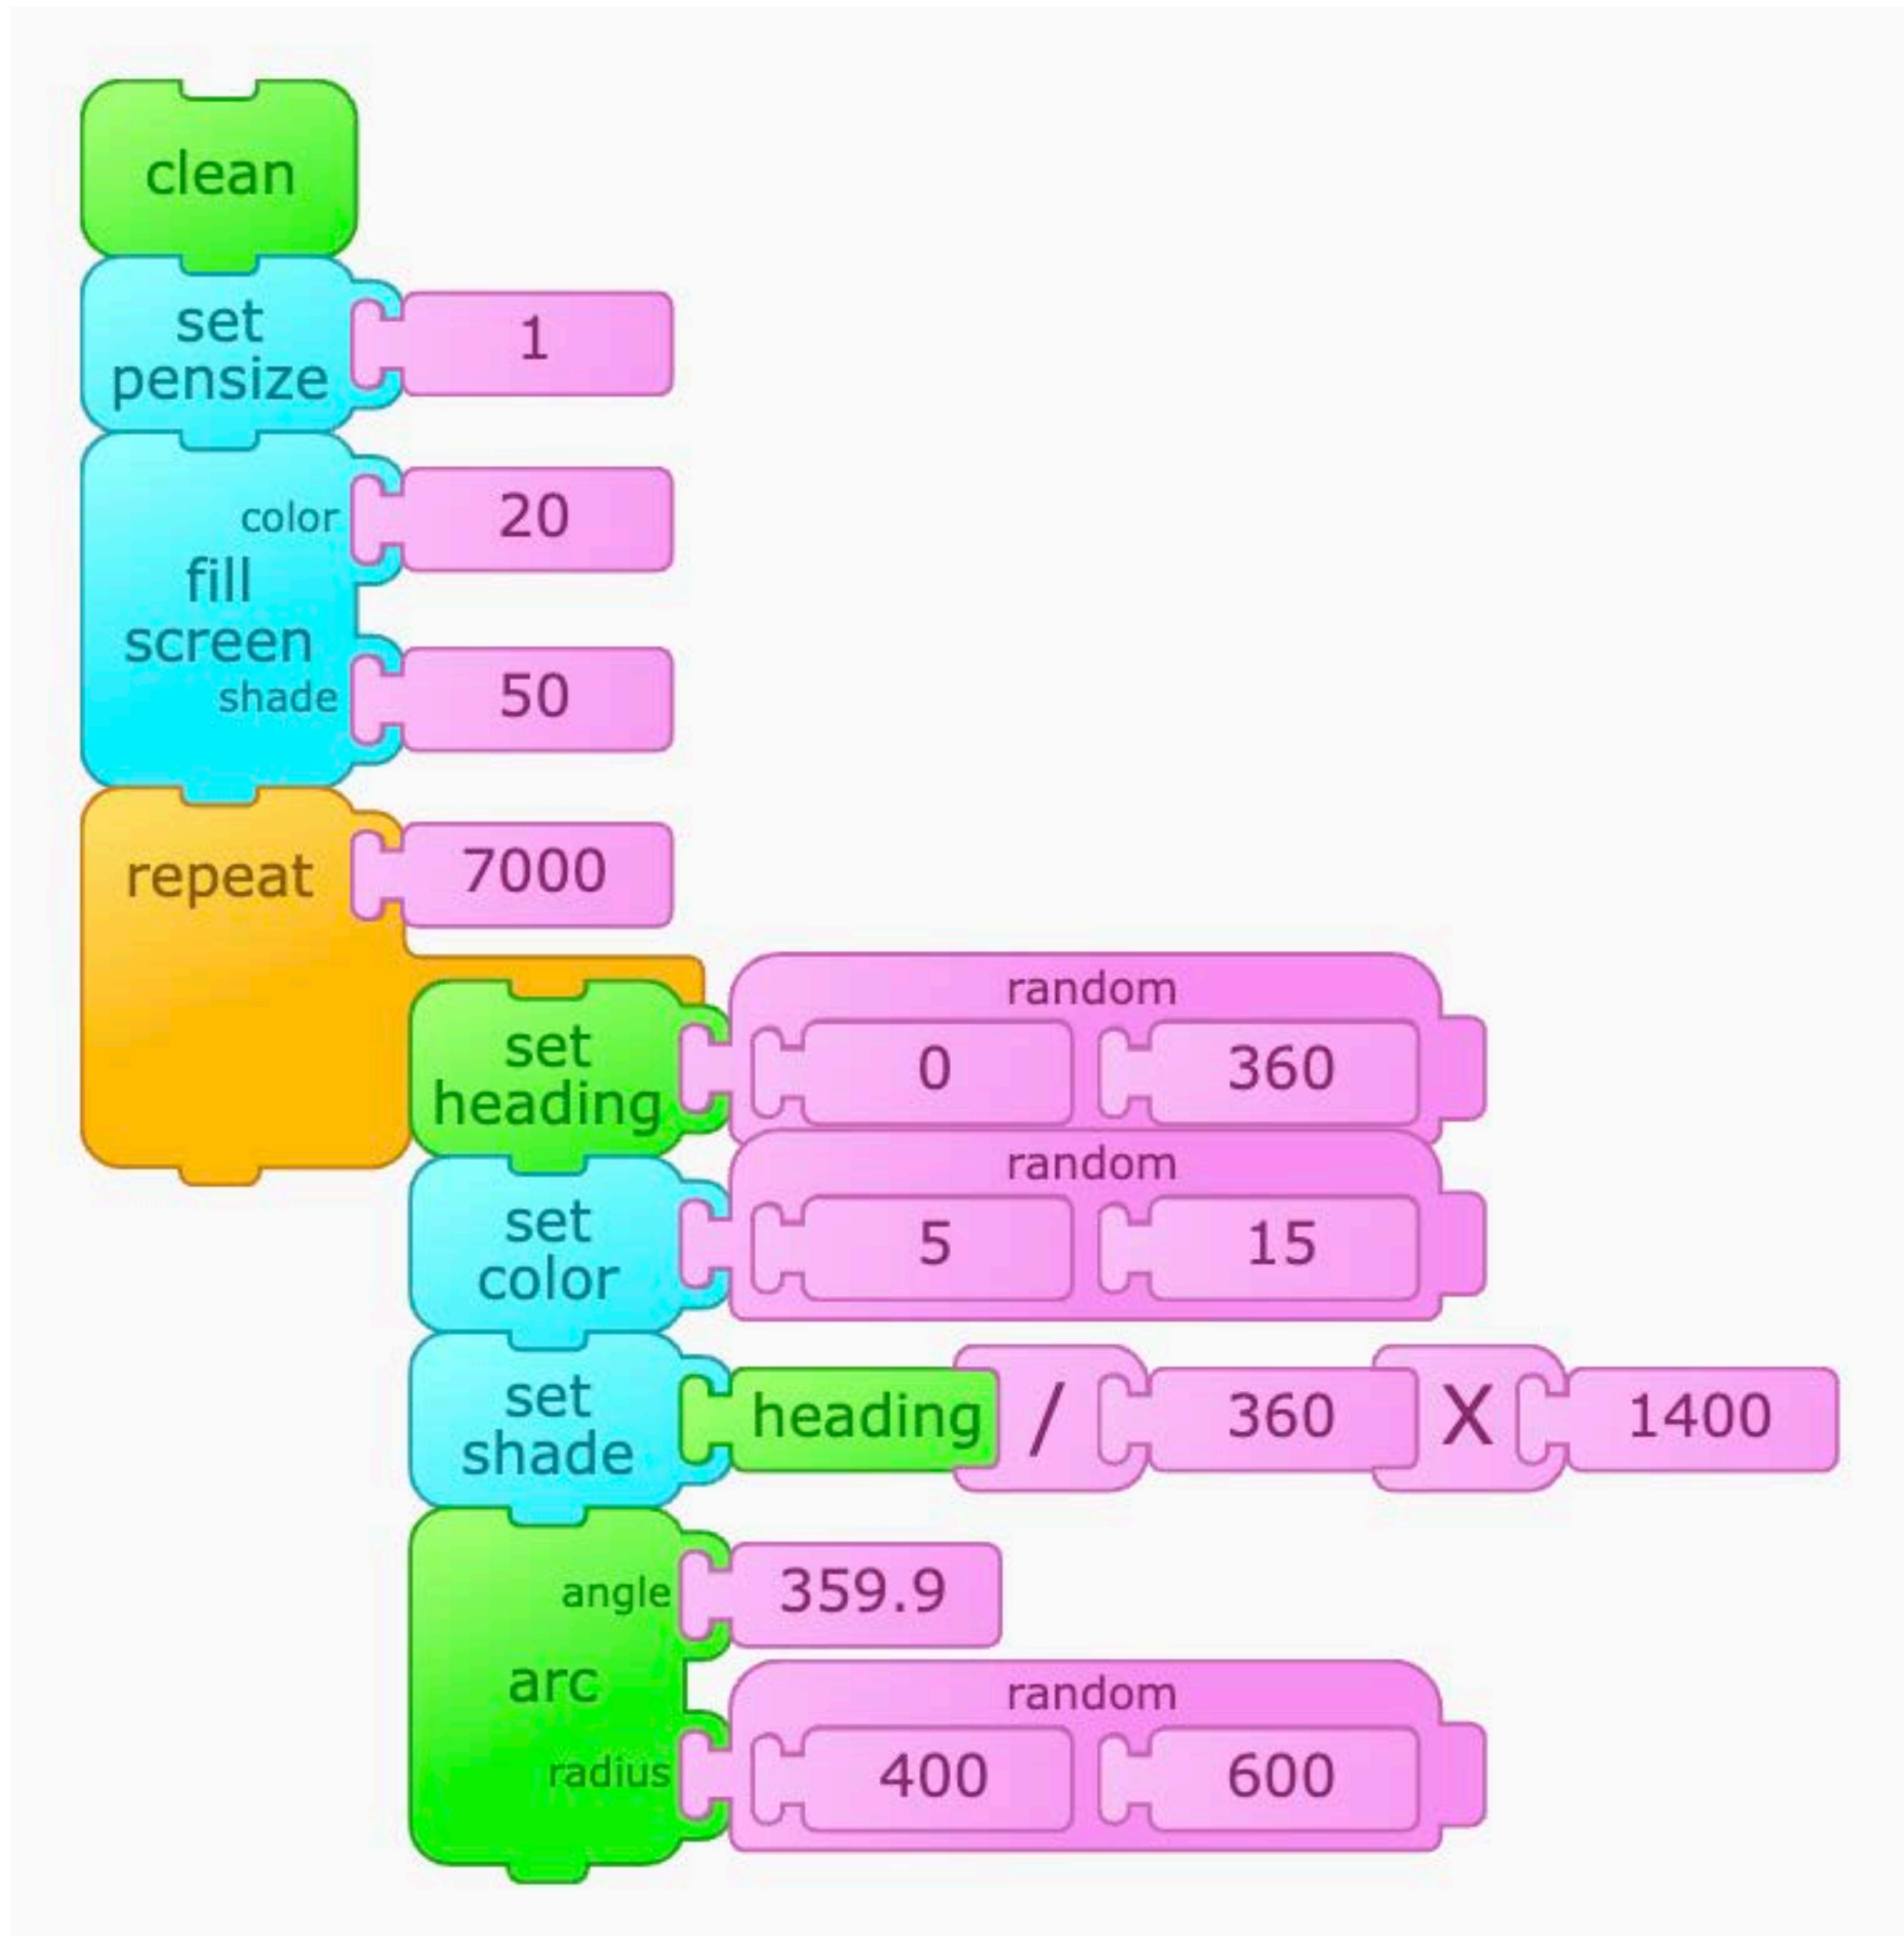 clean
set
pensize
1
color
20
fill
screen
shade
50
repeat
7000
set
heading
random
0 360
set
color
random
5 15
set
shade
heading / 360 X 1400
angle
359.9
arc
radius
random
400 600